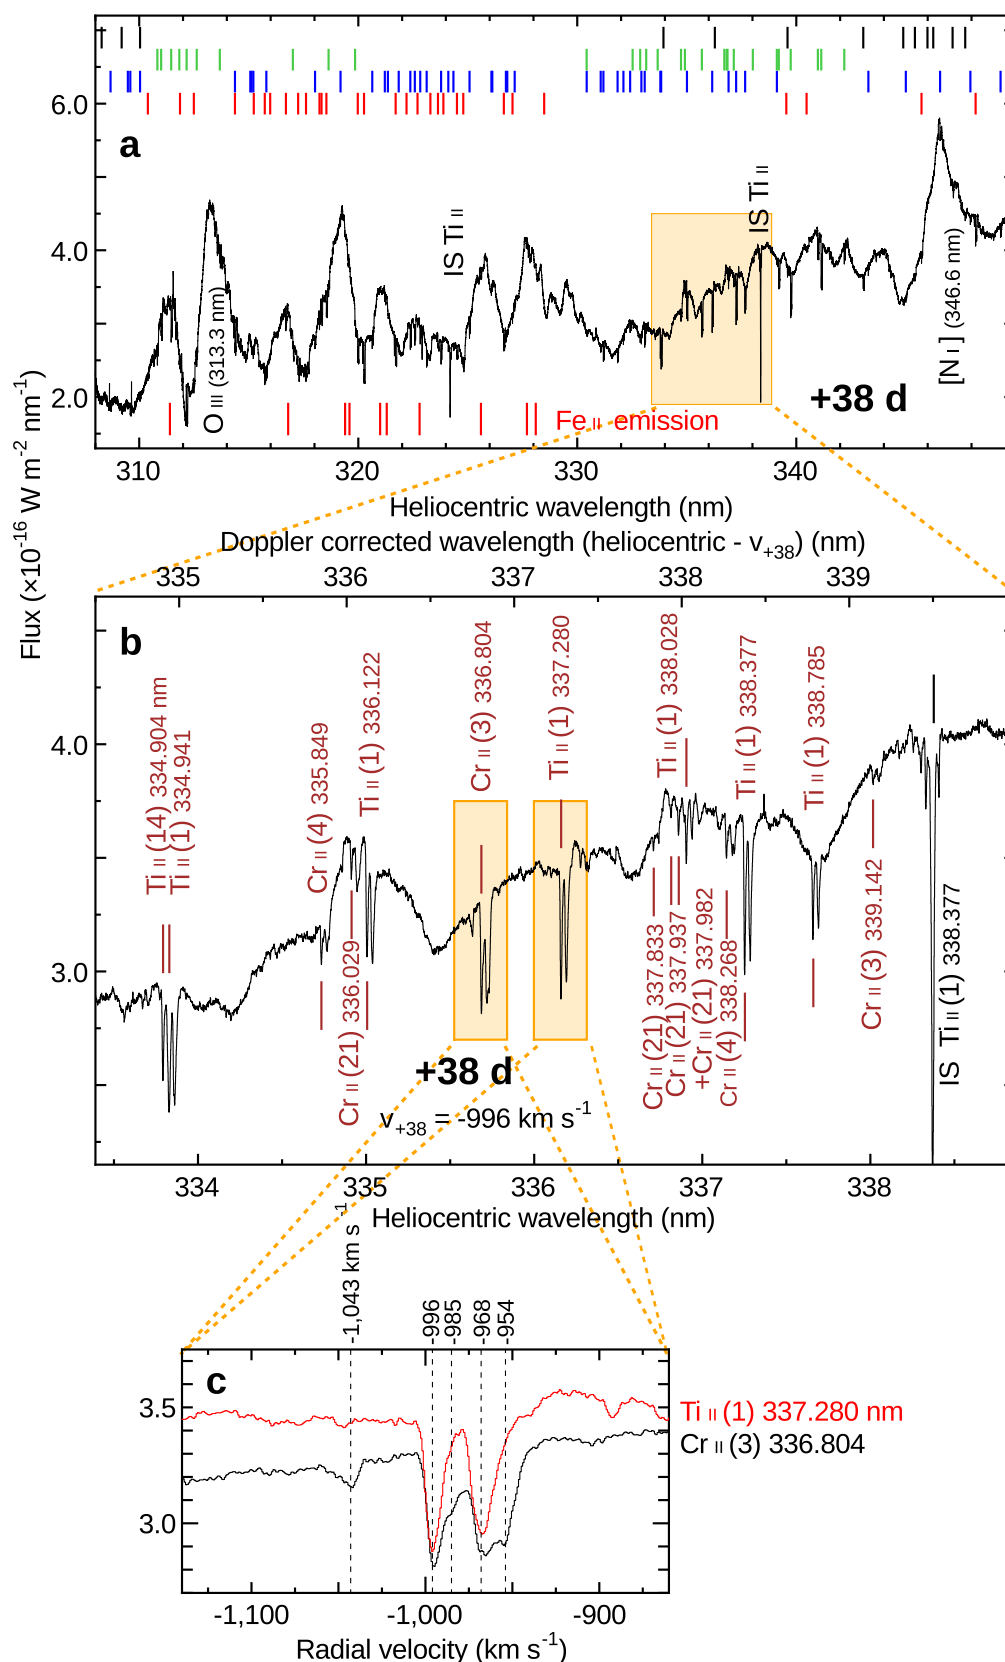 6.0
4.0
2.0
a
O III (313.3 nm)
IS Ti II
IS Ti II
[N I] (346.6 nm)
+38 d
Fe II emission
310
320
330
340
Heliocentric wavelength (nm)
Flux (×10-16 W m-2 nm-1)
Doppler corrected wavelength (heliocentric - v+38) (nm)
335
336
337
338
339
b
4.0
3.0
Ti II (14) 334.904 nm
Ti II (1) 334.941
Cr II (4) 335.849
Ti II (1) 336.122
Cr II (21) 336.029
Cr II (3) 336.804
Ti II (1) 337.280
Ti II (1) 338.028
Ti II (1) 338.377
Ti II (1) 338.785
Cr II (21) 337.833
Cr II (21) 337.937
+Cr II (21) 337.982
Cr II (4) 338.268
Cr II (3) 339.142
IS Ti II (1) 338.377
+38 d
v+38 = -996 km s-1
334
335
336
337
338
Heliocentric wavelength (nm)
-1,043 km s-1
-996
-985
-968
-954
c
3.5
3.0
Ti II (1) 337.280 nm
Cr II (3) 336.804
-1,100
-1,000
-900
Radial velocity (km s-1)